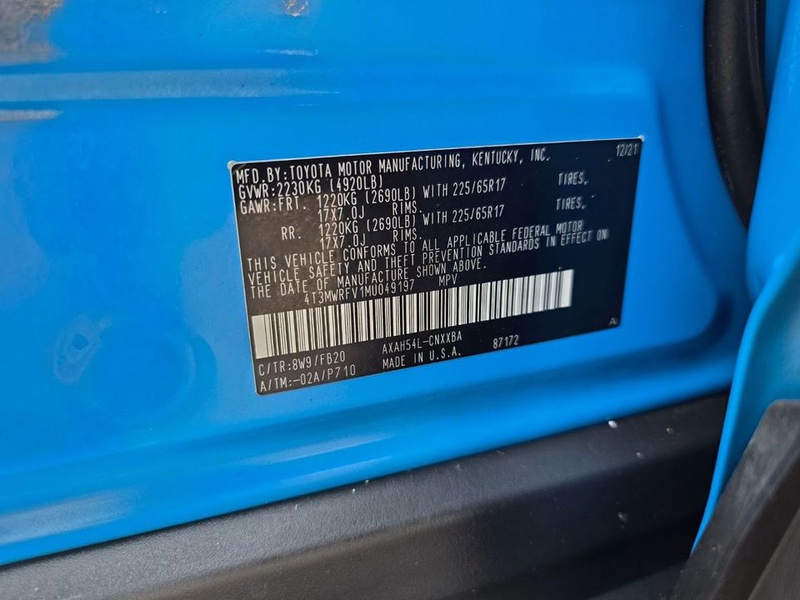 MFD.BY:TOYOTA MOTOR MANUFACTURING, KENTUCKY, INC. 12/21
GVWR:2230KG (4920LB)
GAWR:FRT. 1220KG (2690LB) WITH 225/65R17 TIRES,
17X7.0J RIMS.
RR. 1220KG (2690LB) WITH 225/65R17 TIRES,
17X7.0J RIMS.
THIS VEHICLE CONFORMS TO ALL APPLICABLE FEDERAL MOTOR
VEHICLE SAFETY AND THEFT PREVENTION STANDARDS IN EFFECT ON
THE DATE OF MANUFACTURE SHOWN ABOVE.
4T3MWRFV1MU049197 MPV
C/TR:8W9/FB20 AXAH54L-CNXXBA 87172
A/TM:-02A/P710 MADE IN U.S.A.